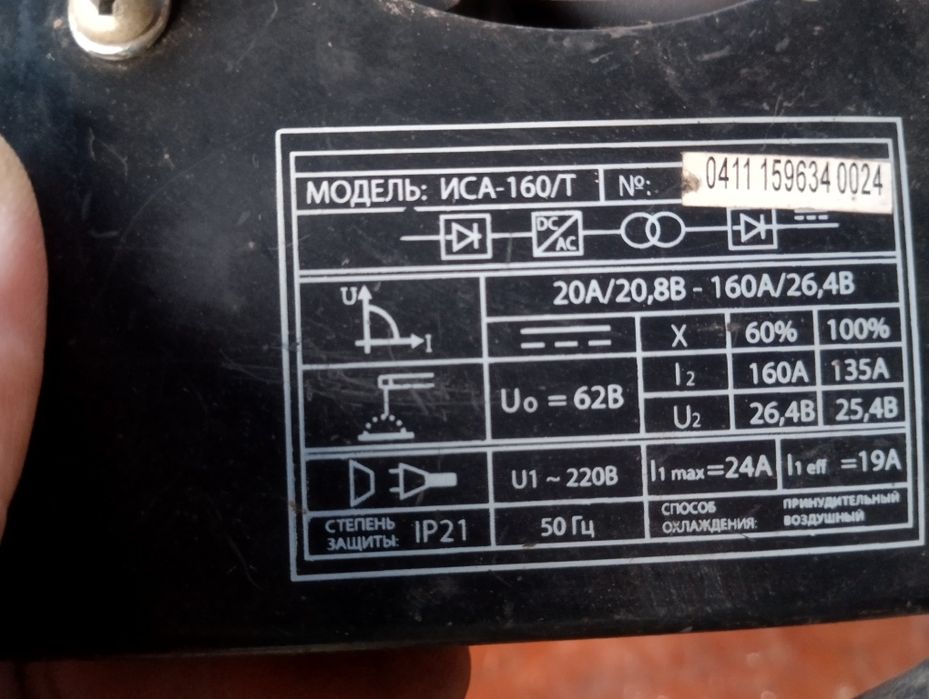 МОДЕЛЬ: ИСА-160/Т №: 0411 159634 0024
DC
AC
U
I
20А/20,8В - 160А/26,4В
X 60% 100%
I2 160А 135А
U0 = 62В
U2 26,4В 25,4В
U1 ~ 220В I1 max=24А I1 eff =19А
СТЕПЕНЬ ЗАЩИТЫ: IP21 50 Гц СПОСОБ ОХЛАЖДЕНИЯ: ПРИНУДИТЕЛЬНЫЙ ВОЗДУШНЫЙ